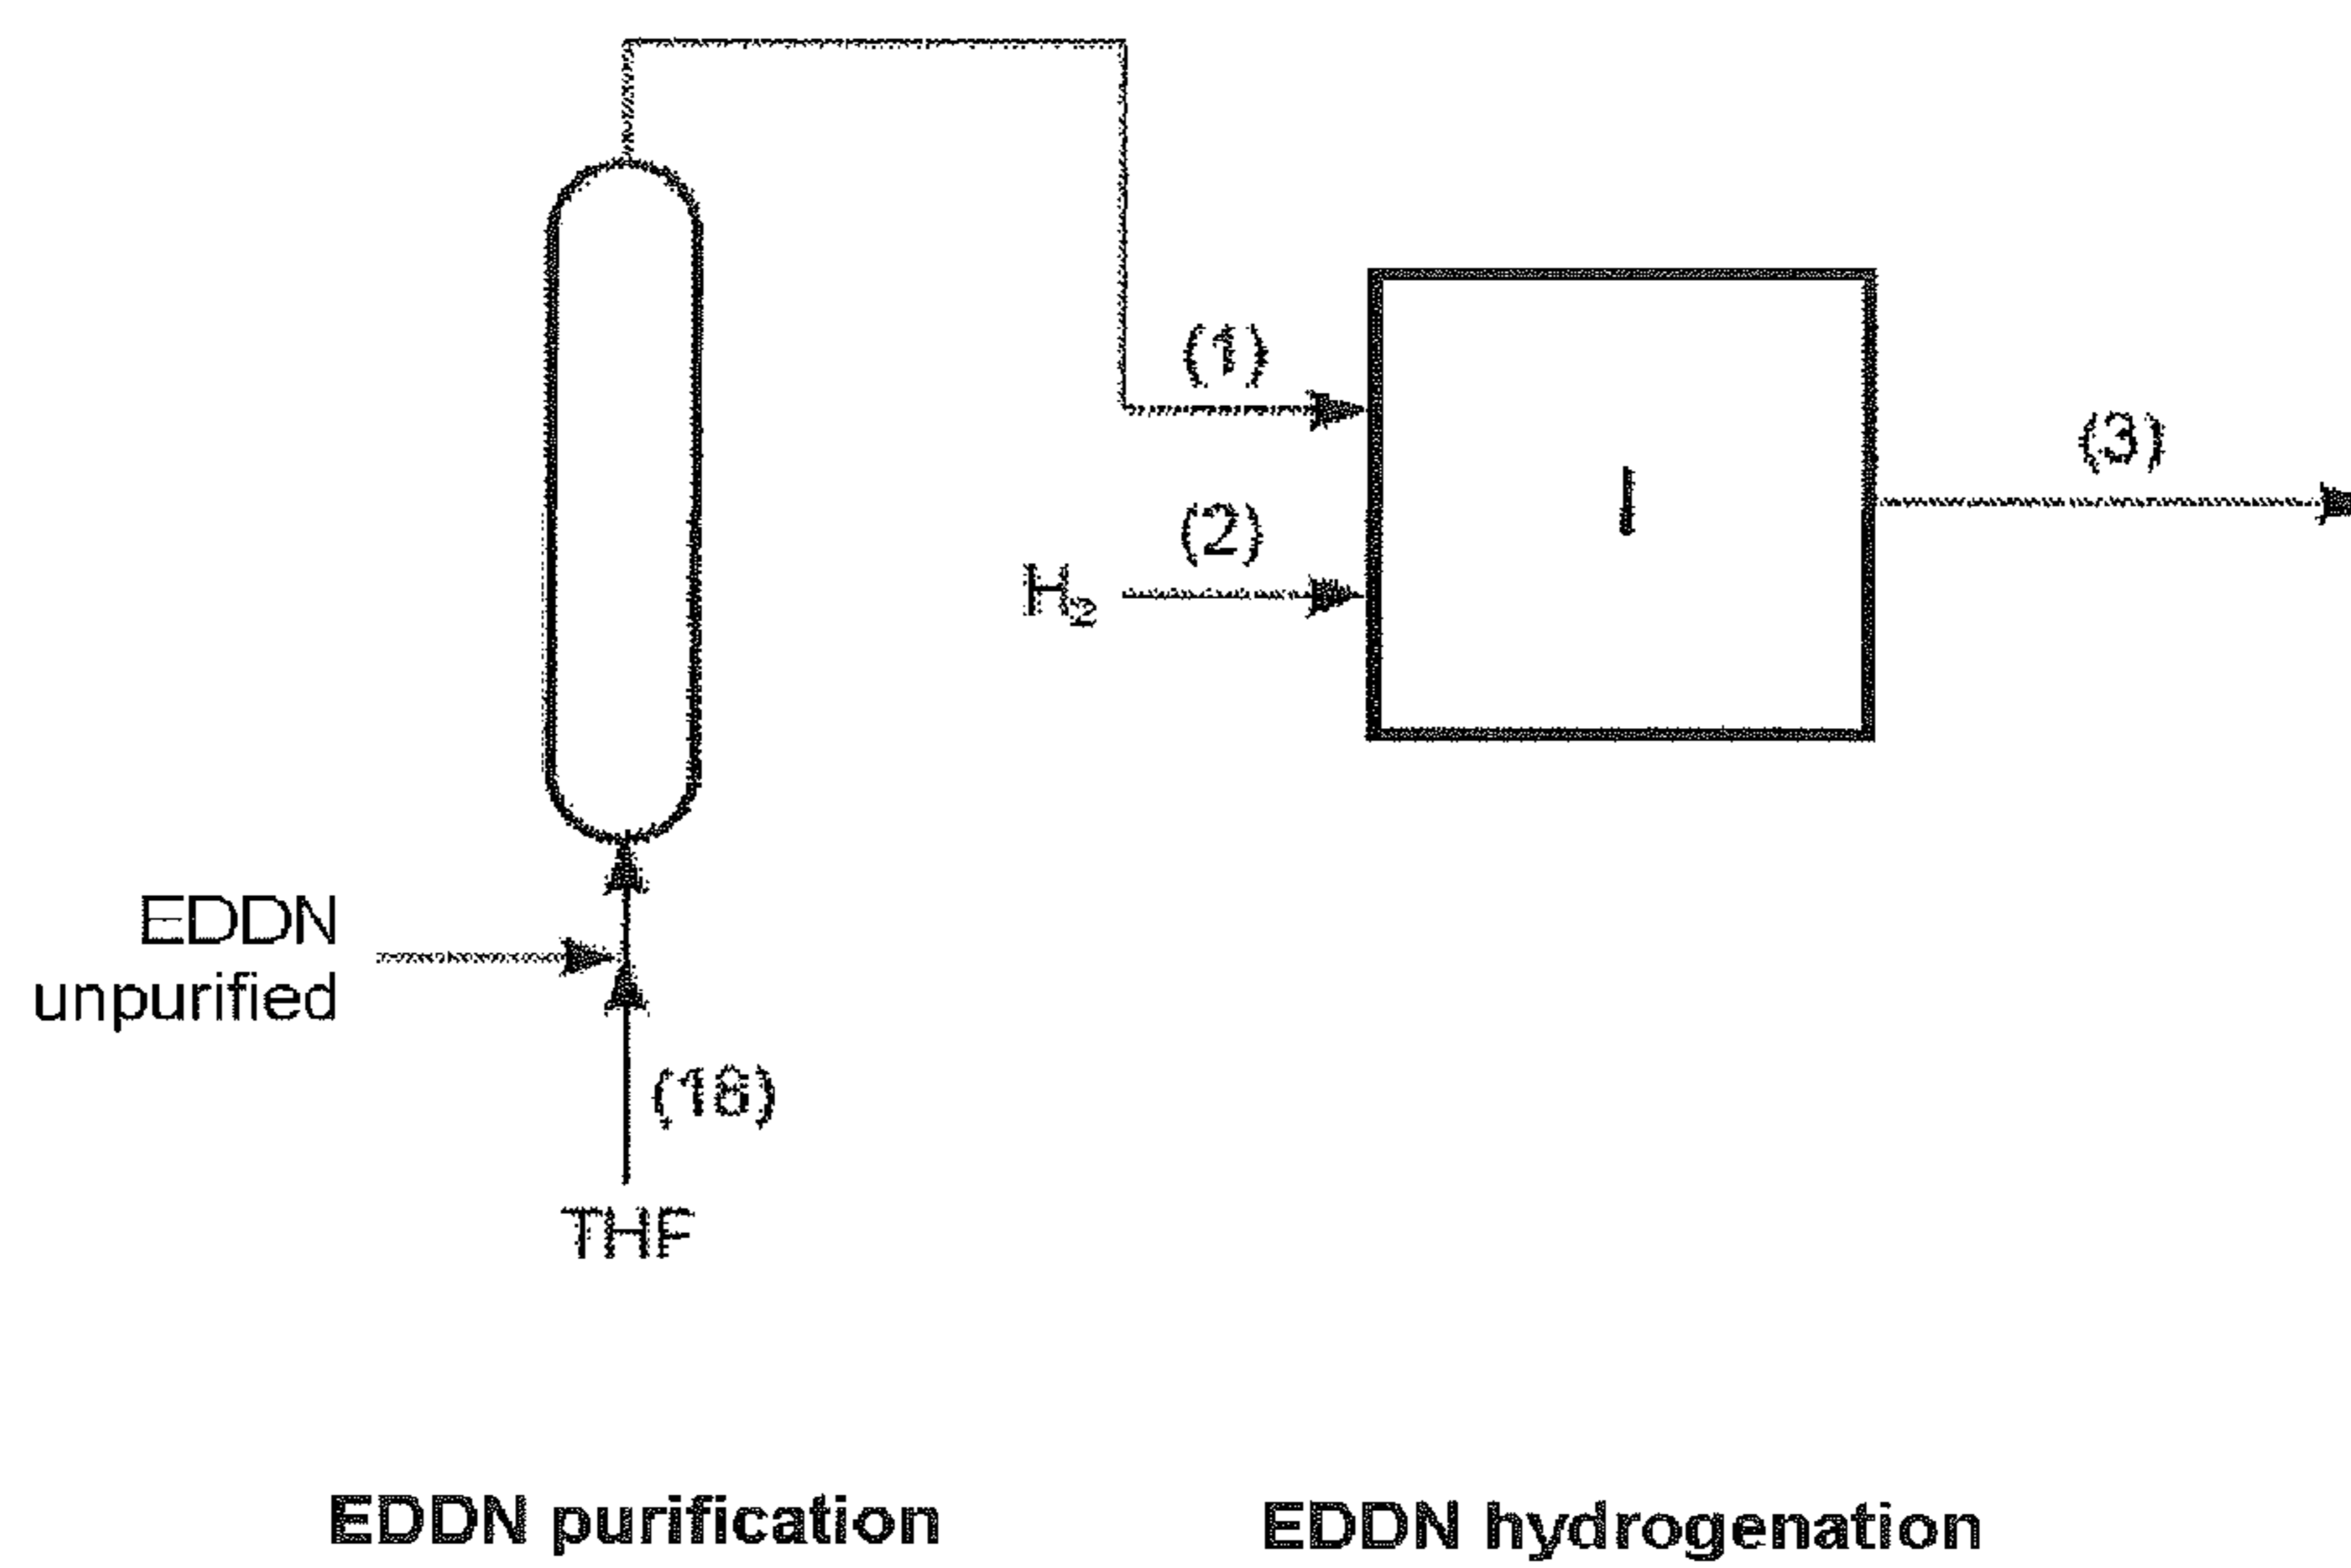 (1)
(3)
(2)
H2
I
EDDN
unpurified
(18)
THF
EDDN purification
EDDN hydrogenation